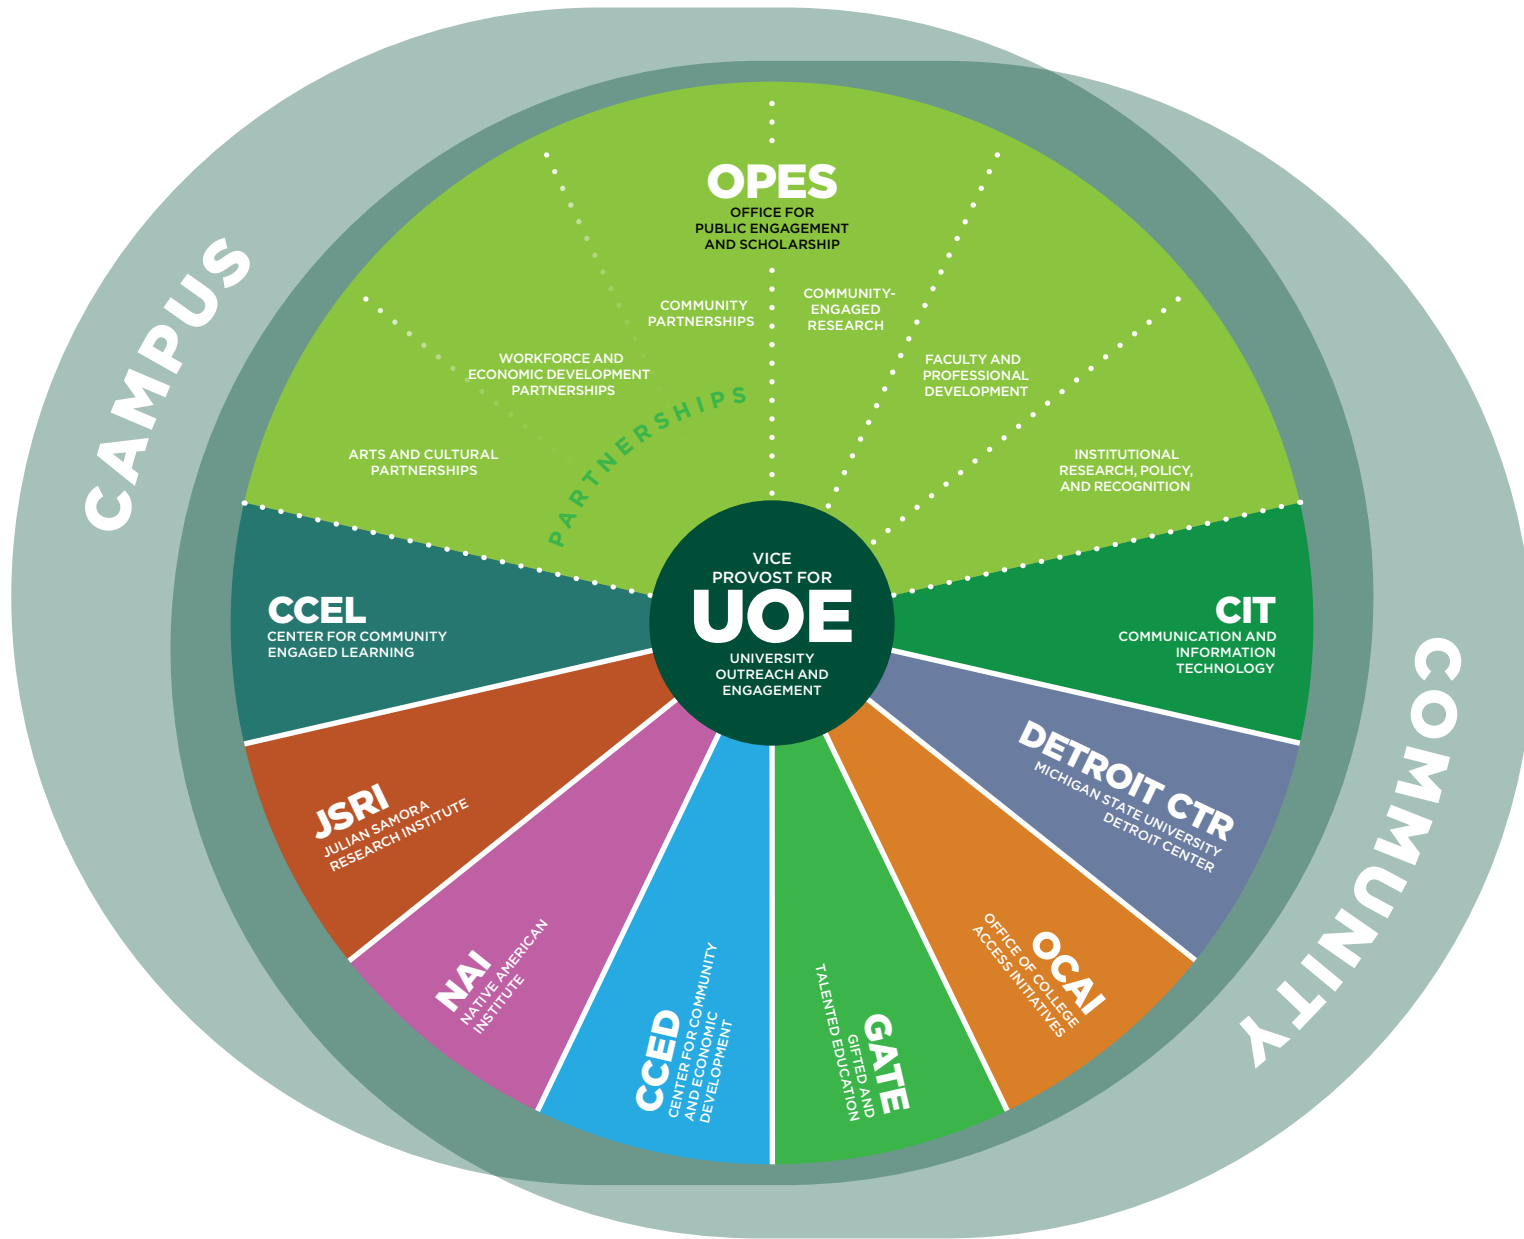 CAMPUS
OPES
OFFICE FOR
PUBLIC ENGAGEMENT
AND SCHOLARSHIP
COMMUNITY
PARTNERSHIPS
COMMUNITY-
ENGAGED
RESEARCH
WORKFORCE AND
ECONOMIC DEVELOPMENT
PARTNERSHIPS
FACULTY AND
PROFESSIONAL
DEVELOPMENT
ARTS AND CULTURAL
PARTNERSHIPS
PARTNERSHIPS
INSTITUTIONAL
RESEARCH, POLICY,
AND RECOGNITION
VICE
PROVOST FOR
UOE
UNIVERSITY
OUTREACH AND
ENGAGEMENT
CCEL
CENTER FOR COMMUNITY
ENGAGED LEARNING
CIT
COMMUNICATION AND
INFORMATION
TECHNOLOGY
JSRI
JULIAN SAMORA
RESEARCH INSTITUTE
DETROIT CTR
MICHIGAN STATE UNIVERSITY
DETROIT CENTER
NAI
NATIVE AMERICAN
INSTITUTE
CCED
CENTER FOR COMMUNITY
AND ECONOMIC
DEVELOPMENT
GATE
GIFTED AND
TALENTED EDUCATION
OCAI
OFFICE OF COLLEGE
ACCESS INITIATIVES
COMMUNITY